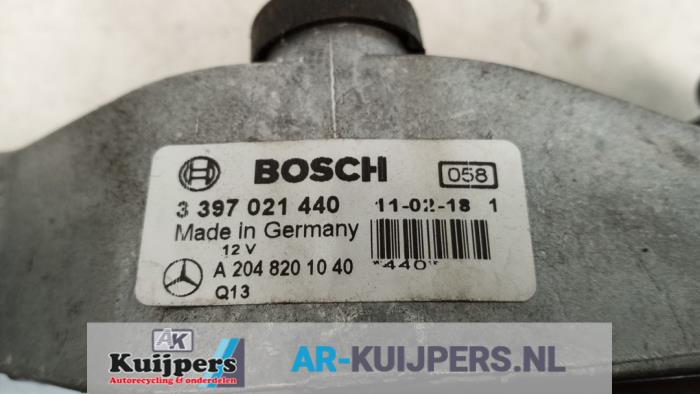 BOSCH 058
3 397 021 440 11-02-18 1
Made in Germany
12 V
*440*
A 204 820 10 40
Q13
AK
Kuijpers
Autorecycling & onderdelen
AR-KUIJPERS.NL